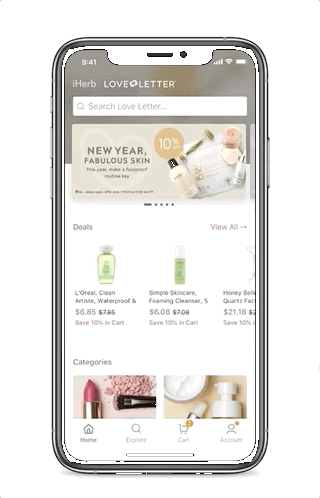 9:41
iHerb LOVE LETTER
Search Love Letter...
NEW YEAR,
FABULOUS SKIN
This year, make a foolproof
routine key
10%
OFF
Deals
View All →
L'Oreal, Clean
Artiste, Waterproof &
$6.85 $7.85
Save 10% in Cart
Simple Skincare,
Foaming Cleanser, 5
$6.08 $7.08
Save 10% in Cart
Honey Belle
Quartz Fac
$21.18
Save 10% in
Categories
2
Home
Explore
Cart
Account